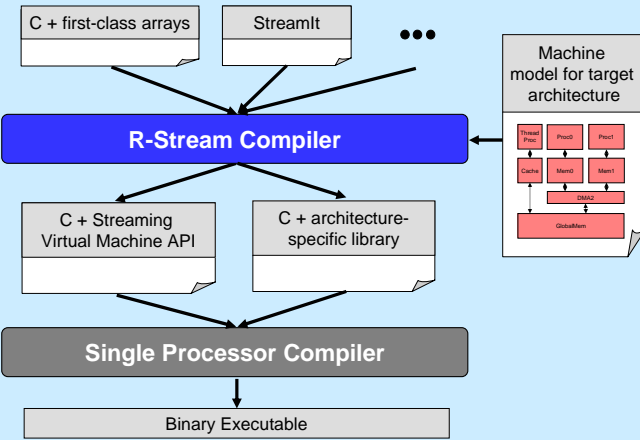 C + first-class arrays
StreamIt
•••
Machine
model for target
architecture
Thread
Proc
Proc0
Proc1
Cache
Mem0
Mem1
DMA2
GlobalMem
R-Stream Compiler
C + Streaming
Virtual Machine API
C + architecture-
specific library
Single Processor Compiler
Binary Executable